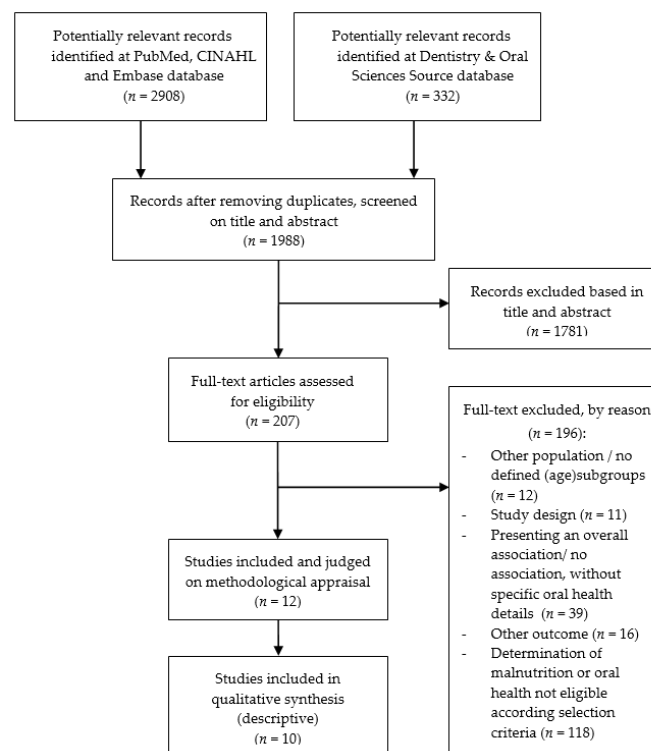 Potentially relevant records
identified at PubMed, CINAHL
and Embase database
(n = 2908)
Potentially relevant records
identified at Dentistry & Oral
Sciences Source database
(n = 332)
Records after removing duplicates, screened
on title and abstract
(n = 1988)
Records excluded based in
title and abstract
(n = 1781)
Full-text articles assessed
for eligibility
(n = 207)
Full-text excluded, by reason
(n = 196):
- Other population / no
defined (age)subgroups
(n = 12)
- Study design (n = 11)
- Presenting an overall
association/ no
association, without
specific oral health
details (n = 39)
- Other outcome (n = 16)
- Determination of
malnutrition or oral
health not eligible
according selection
criteria (n = 118)
Studies included and judged
on methodological appraisal
(n = 12)
Studies included in
qualitative synthesis
(descriptive)
(n = 10)